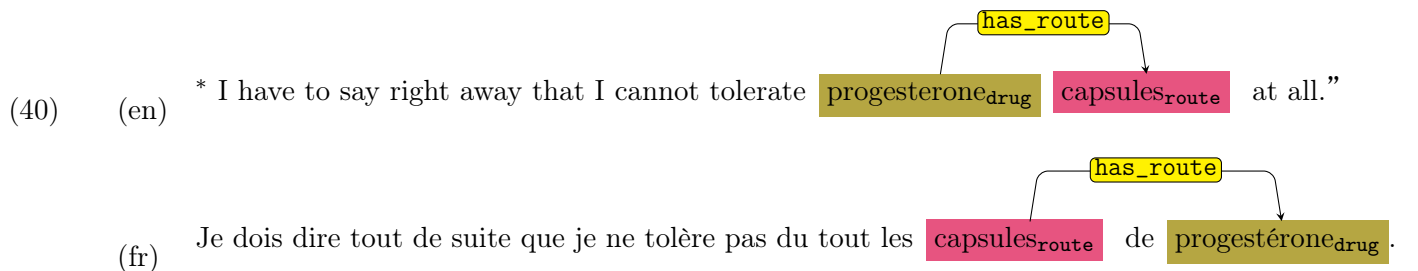 has_route
(40) (en) * I have to say right away that I cannot tolerate progesterone drug capsules route at all.”
has_route
(fr) Je dois dire tout de suite que je ne tolère pas du tout les capsules route de progestérone drug.